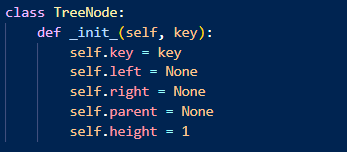 class TreeNode:
    def _init_(self, key):
        self.key = key
        self.left = None
        self.right = None
        self.parent = None
        self.height = 1